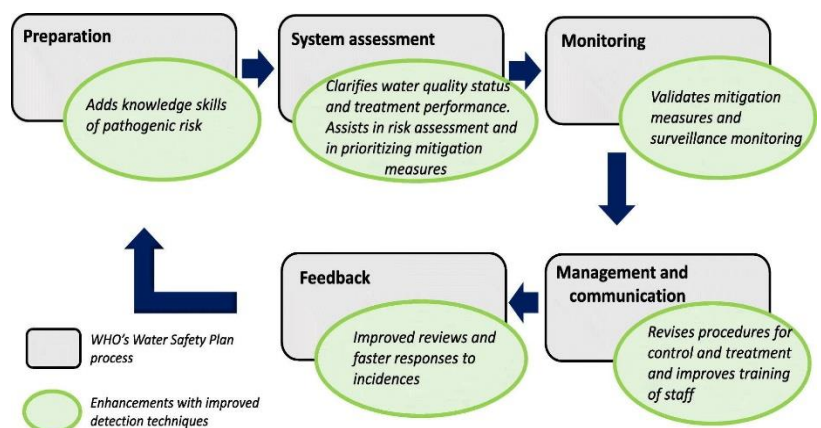 Preparation
Adds knowledge skills
of pathogenic risk
System assessment
Clarifies water quality status
and treatment performance.
Assists in risk assessment and
in prioritizing mitigation
measures
Monitoring
Validates mitigation
measures and
surveillance monitoring
Management and
communication
Revises procedures for
control and treatment
and improves training
of staff
Feedback
Improved reviews and
faster responses to
incidences
WHO's Water Safety Plan
process
Enhancements with improved
detection techniques